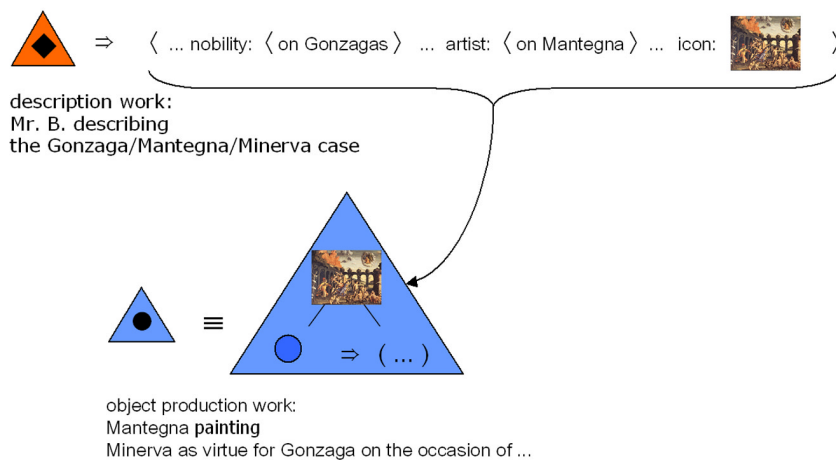 ⇒ ⟨ ... nobility: ⟨ on Gonzagas ⟩ ... artist: ⟨ on Mantegna ⟩ ... icon: ⟩
description work:
Mr. B. describing
the Gonzaga/Mantegna/Minerva case
≡
⇒ ( ... )
object production work:
Mantegna painting
Minerva as virtue for Gonzaga on the occasion of ...